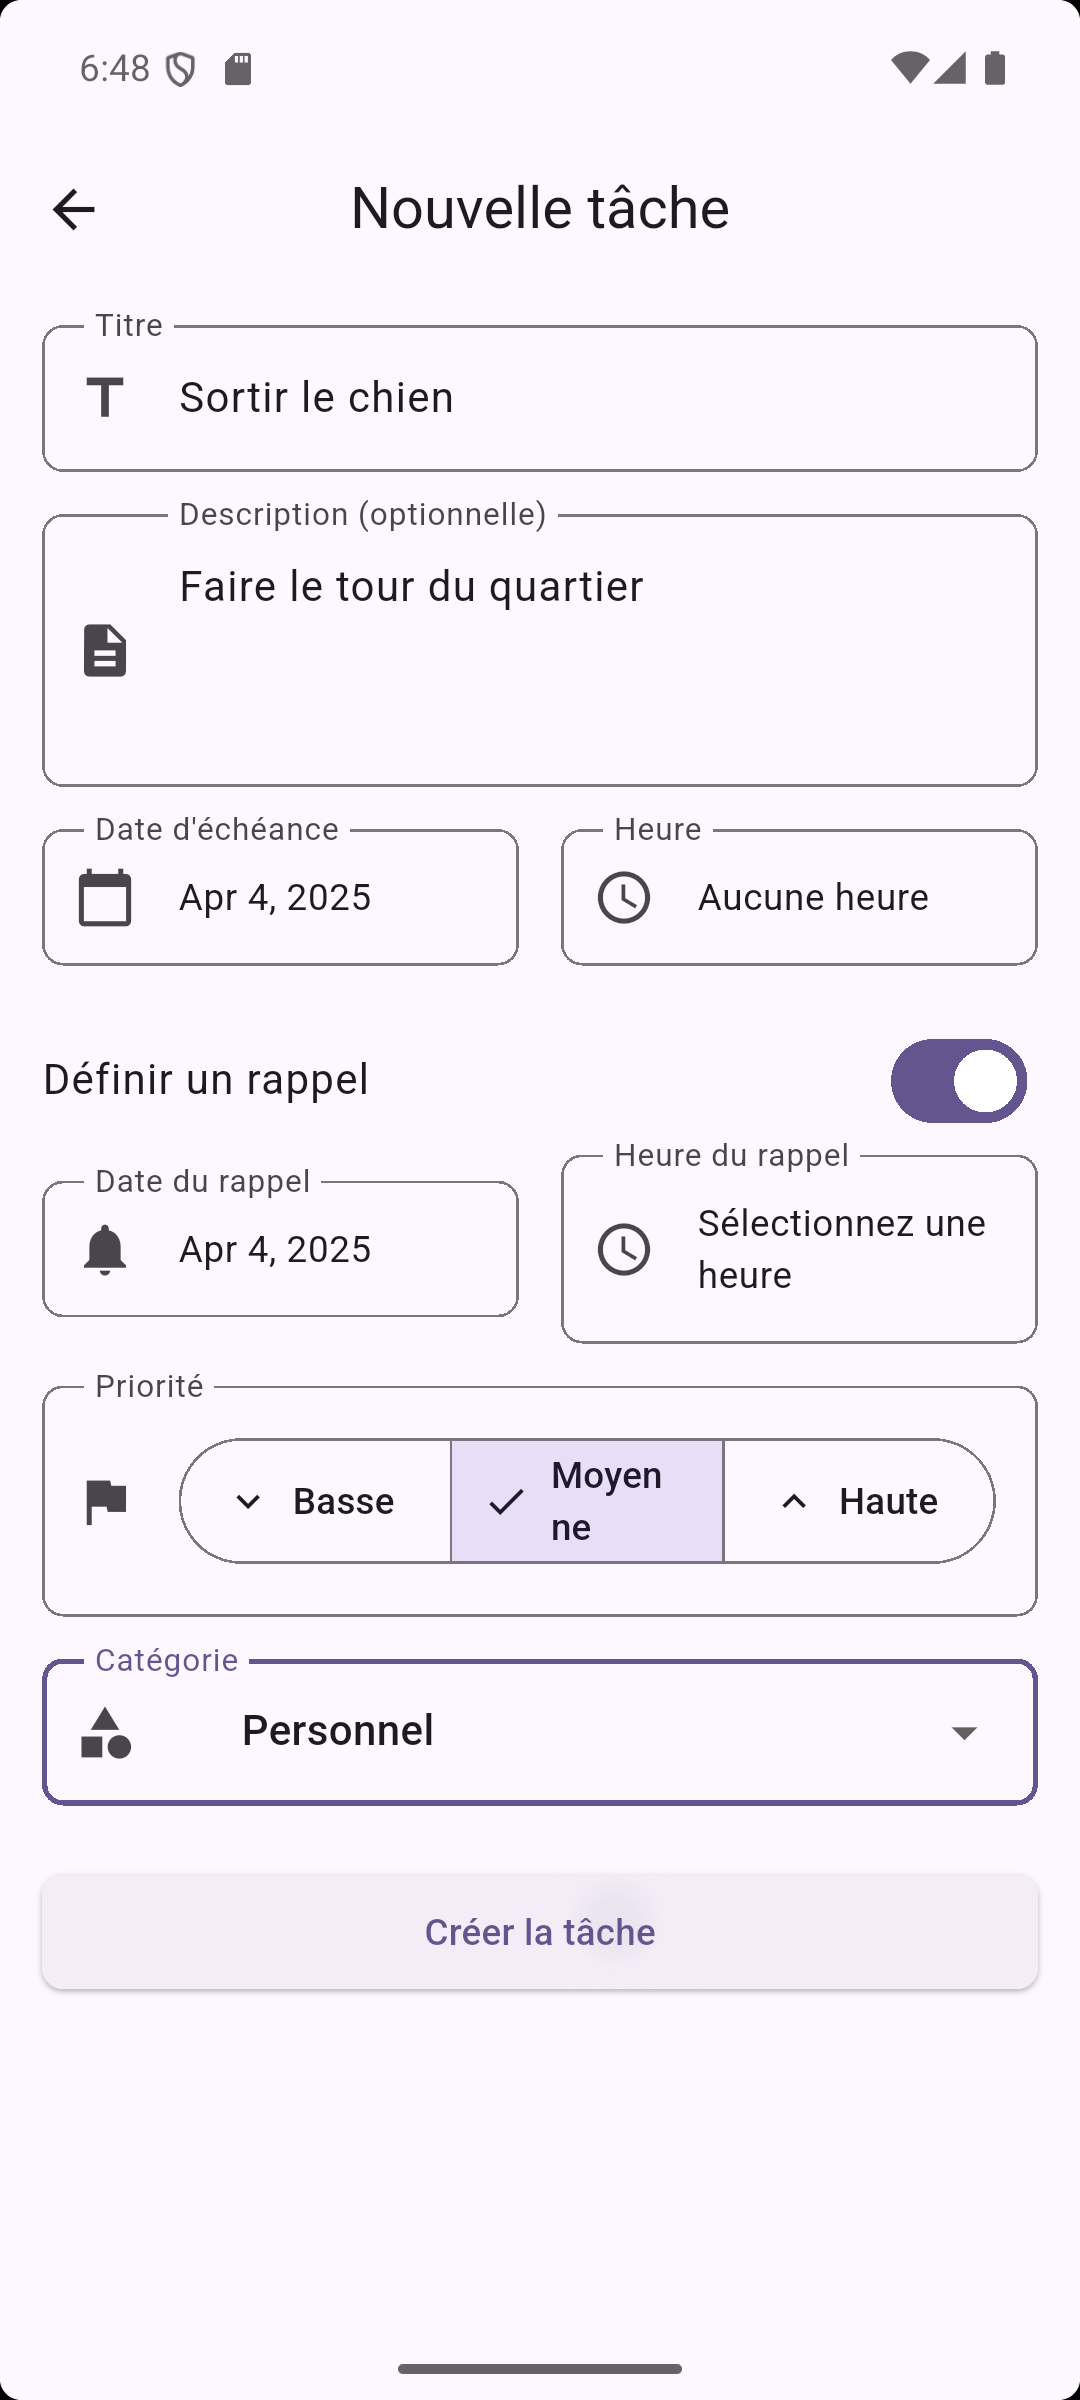 6:48
Nouvelle tâche
Titre
Sortir le chien
Description (optionnelle)
Faire le tour du quartier
Date d'échéance
Apr 4, 2025
Heure
Aucune heure
Définir un rappel
Date du rappel
Apr 4, 2025
Heure du rappel
Sélectionnez une
heure
Priorité
Basse
Moyen
ne
Haute
Catégorie
Personnel
Créer la tâche